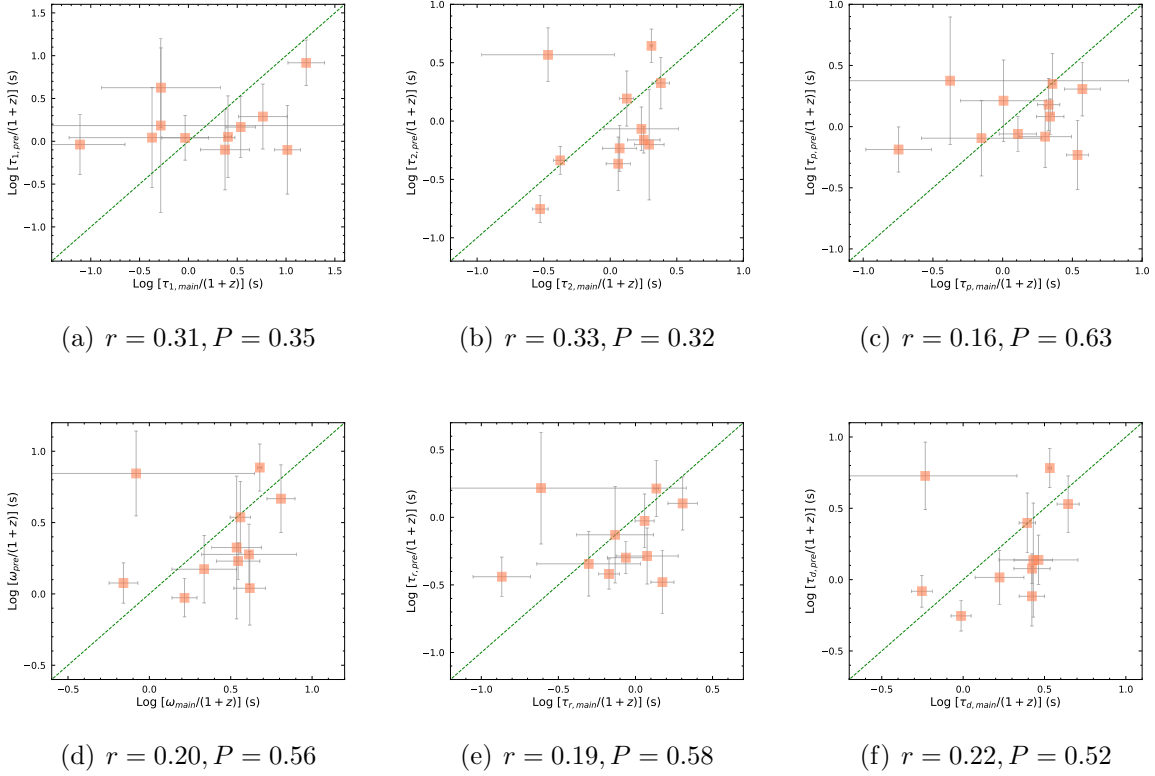 1.5
1.0
0.5
0.0
−0.5
−1.0
Log [τ1,pre/(1 + z)] (s)
−1.0 −0.5 0.0 0.5 1.0 1.5
Log [τ1,main/(1 + z)] (s)
(a) r = 0.31, P = 0.35
1.0
0.5
0.0
−0.5
−1.0
Log [τ2,pre/(1 + z)] (s)
−1.0 −0.5 0.0 0.5 1.0
Log [τ2,main/(1 + z)] (s)
(b) r = 0.33, P = 0.32
1.0
0.5
0.0
−0.5
−1.0
Log [τp,pre/(1 + z)] (s)
−1.0 −0.5 0.0 0.5 1.0
Log [τp,main/(1 + z)] (s)
(c) r = 0.16, P = 0.63
1.0
0.5
0.0
−0.5
Log [ωpre/(1 + z)] (s)
−0.5 0.0 0.5 1.0
Log [ωmain/(1 + z)] (s)
(d) r = 0.20, P = 0.56
0.5
0.0
−0.5
−1.0
Log [τr,pre/(1 + z)] (s)
−1.0 −0.5 0.0 0.5
Log [τr,main/(1 + z)] (s)
(e) r = 0.19, P = 0.58
1.0
0.5
0.0
−0.5
Log [τd,pre/(1 + z)] (s)
−0.5 0.0 0.5 1.0
Log [τd,main/(1 + z)] (s)
(f) r = 0.22, P = 0.52